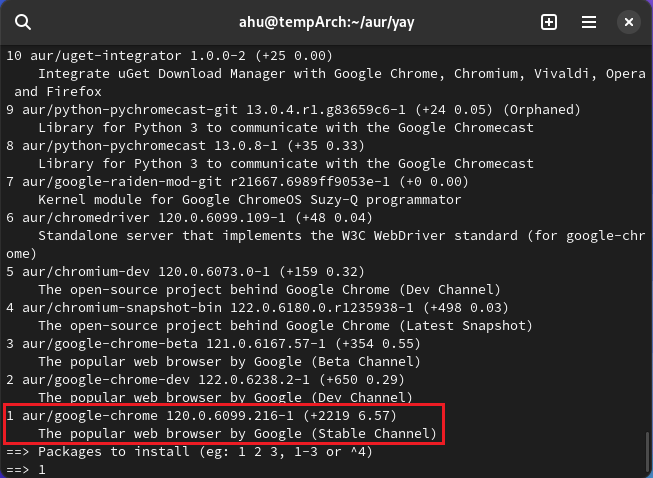 ahu@tempArch:~/aur/yay
10 aur/uget-integrator 1.0.0-2 (+25 0.00)
Integrate uGet Download Manager with Google Chrome, Chromium, Vivaldi, Opera
and Firefox
9 aur/python-pychromecast-git 13.0.4.r1.g83659c6-1 (+24 0.05) (Orphaned)
Library for Python 3 to communicate with the Google Chromecast
8 aur/python-pychromecast 13.0.8-1 (+35 0.33)
Library for Python 3 to communicate with the Google Chromecast
7 aur/google-raiden-mod-git r21667.6989ff9053e-1 (+0 0.00)
Kernel module for Google ChromeOS Suzy-Q programmator
6 aur/chromedriver 120.0.6099.109-1 (+48 0.04)
Standalone server that implements the W3C WebDriver standard (for google-chr
ome)
5 aur/chromium-dev 120.0.6073.0-1 (+159 0.32)
The open-source project behind Google Chrome (Dev Channel)
4 aur/chromium-snapshot-bin 122.0.6180.0.r1235938-1 (+498 0.03)
The open-source project behind Google Chrome (Latest Snapshot)
3 aur/google-chrome-beta 121.0.6167.57-1 (+354 0.55)
The popular web browser by Google (Beta Channel)
2 aur/google-chrome-dev 122.0.6238.2-1 (+650 0.29)
The popular web browser by Google (Dev Channel)
1 aur/google-chrome 120.0.6099.216-1 (+2219 6.57)
The popular web browser by Google (Stable Channel)
==> Packages to install (eg: 1 2 3, 1-3 or ^4)
==> 1